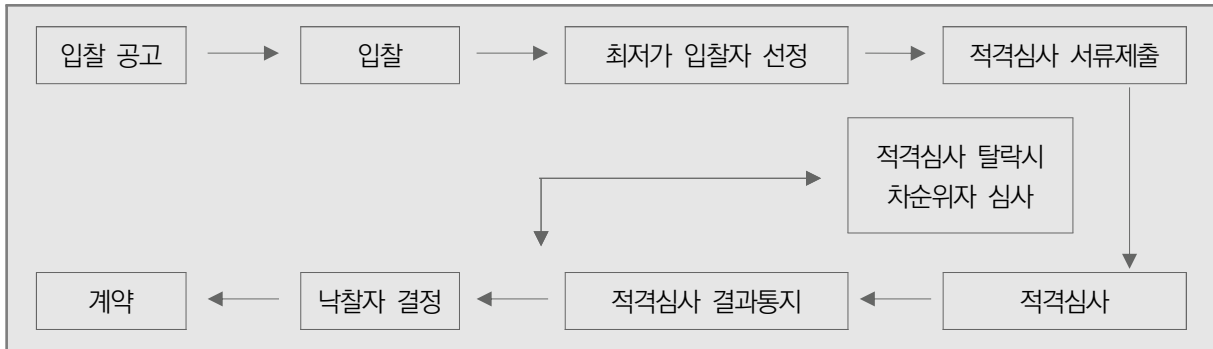 입찰 공고
입찰
최저가 입찰자 선정
적격심사 서류제출
적격심사 탈락시
차순위자 심사
계약
낙찰자 결정
적격심사 결과통지
적격심사